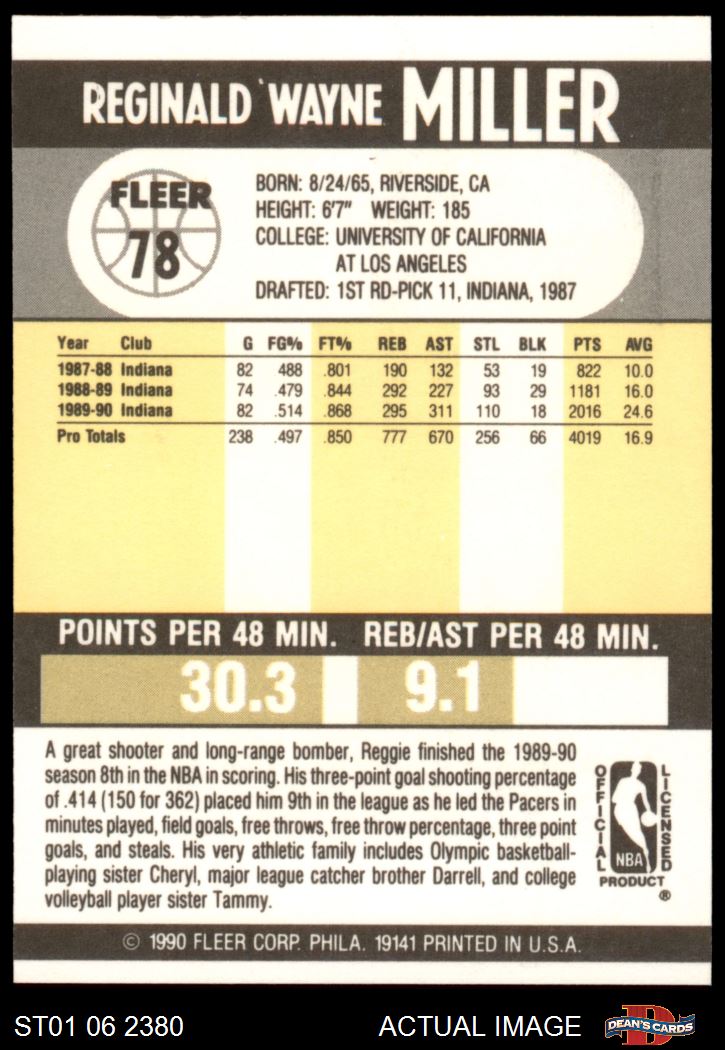 REGINALD WAYNE MILLER
FLEER
78
BORN: 8/24/65, RIVERSIDE, CA
HEIGHT: 6'7" WEIGHT: 185
COLLEGE: UNIVERSITY OF CALIFORNIA
AT LOS ANGELES
DRAFTED: 1ST RD-PICK 11, INDIANA, 1987
Year Club G FG% FT% REB AST STL BLK PTS AVG
1987-88 Indiana 82 .488 .801 190 132 53 19 822 10.0
1988-89 Indiana 74 .479 .844 292 227 93 29 1181 16.0
1989-90 Indiana 82 .514 .868 295 311 110 18 2016 24.6
Pro Totals 238 .497 .850 777 670 256 66 4019 16.9
POINTS PER 48 MIN. REB/AST PER 48 MIN.
30.3 9.1
A great shooter and long-range bomber, Reggie finished the 1989-90
season 8th in the NBA in scoring. His three-point goal shooting percentage
of .414 (150 for 362) placed him 9th in the league as he led the Pacers in
minutes played, field goals, free throws, free throw percentage, three point
goals, and steals. His very athletic family includes Olympic basketball-
playing sister Cheryl, major league catcher brother Darrell, and college
volleyball player sister Tammy.
OFFICIAL LICENSED
NBA
PRODUCT
®
© 1990 FLEER CORP. PHILA. 19141 PRINTED IN U.S.A.
ST01 06 2380 ACTUAL IMAGE
D
DEAN'S CARDS